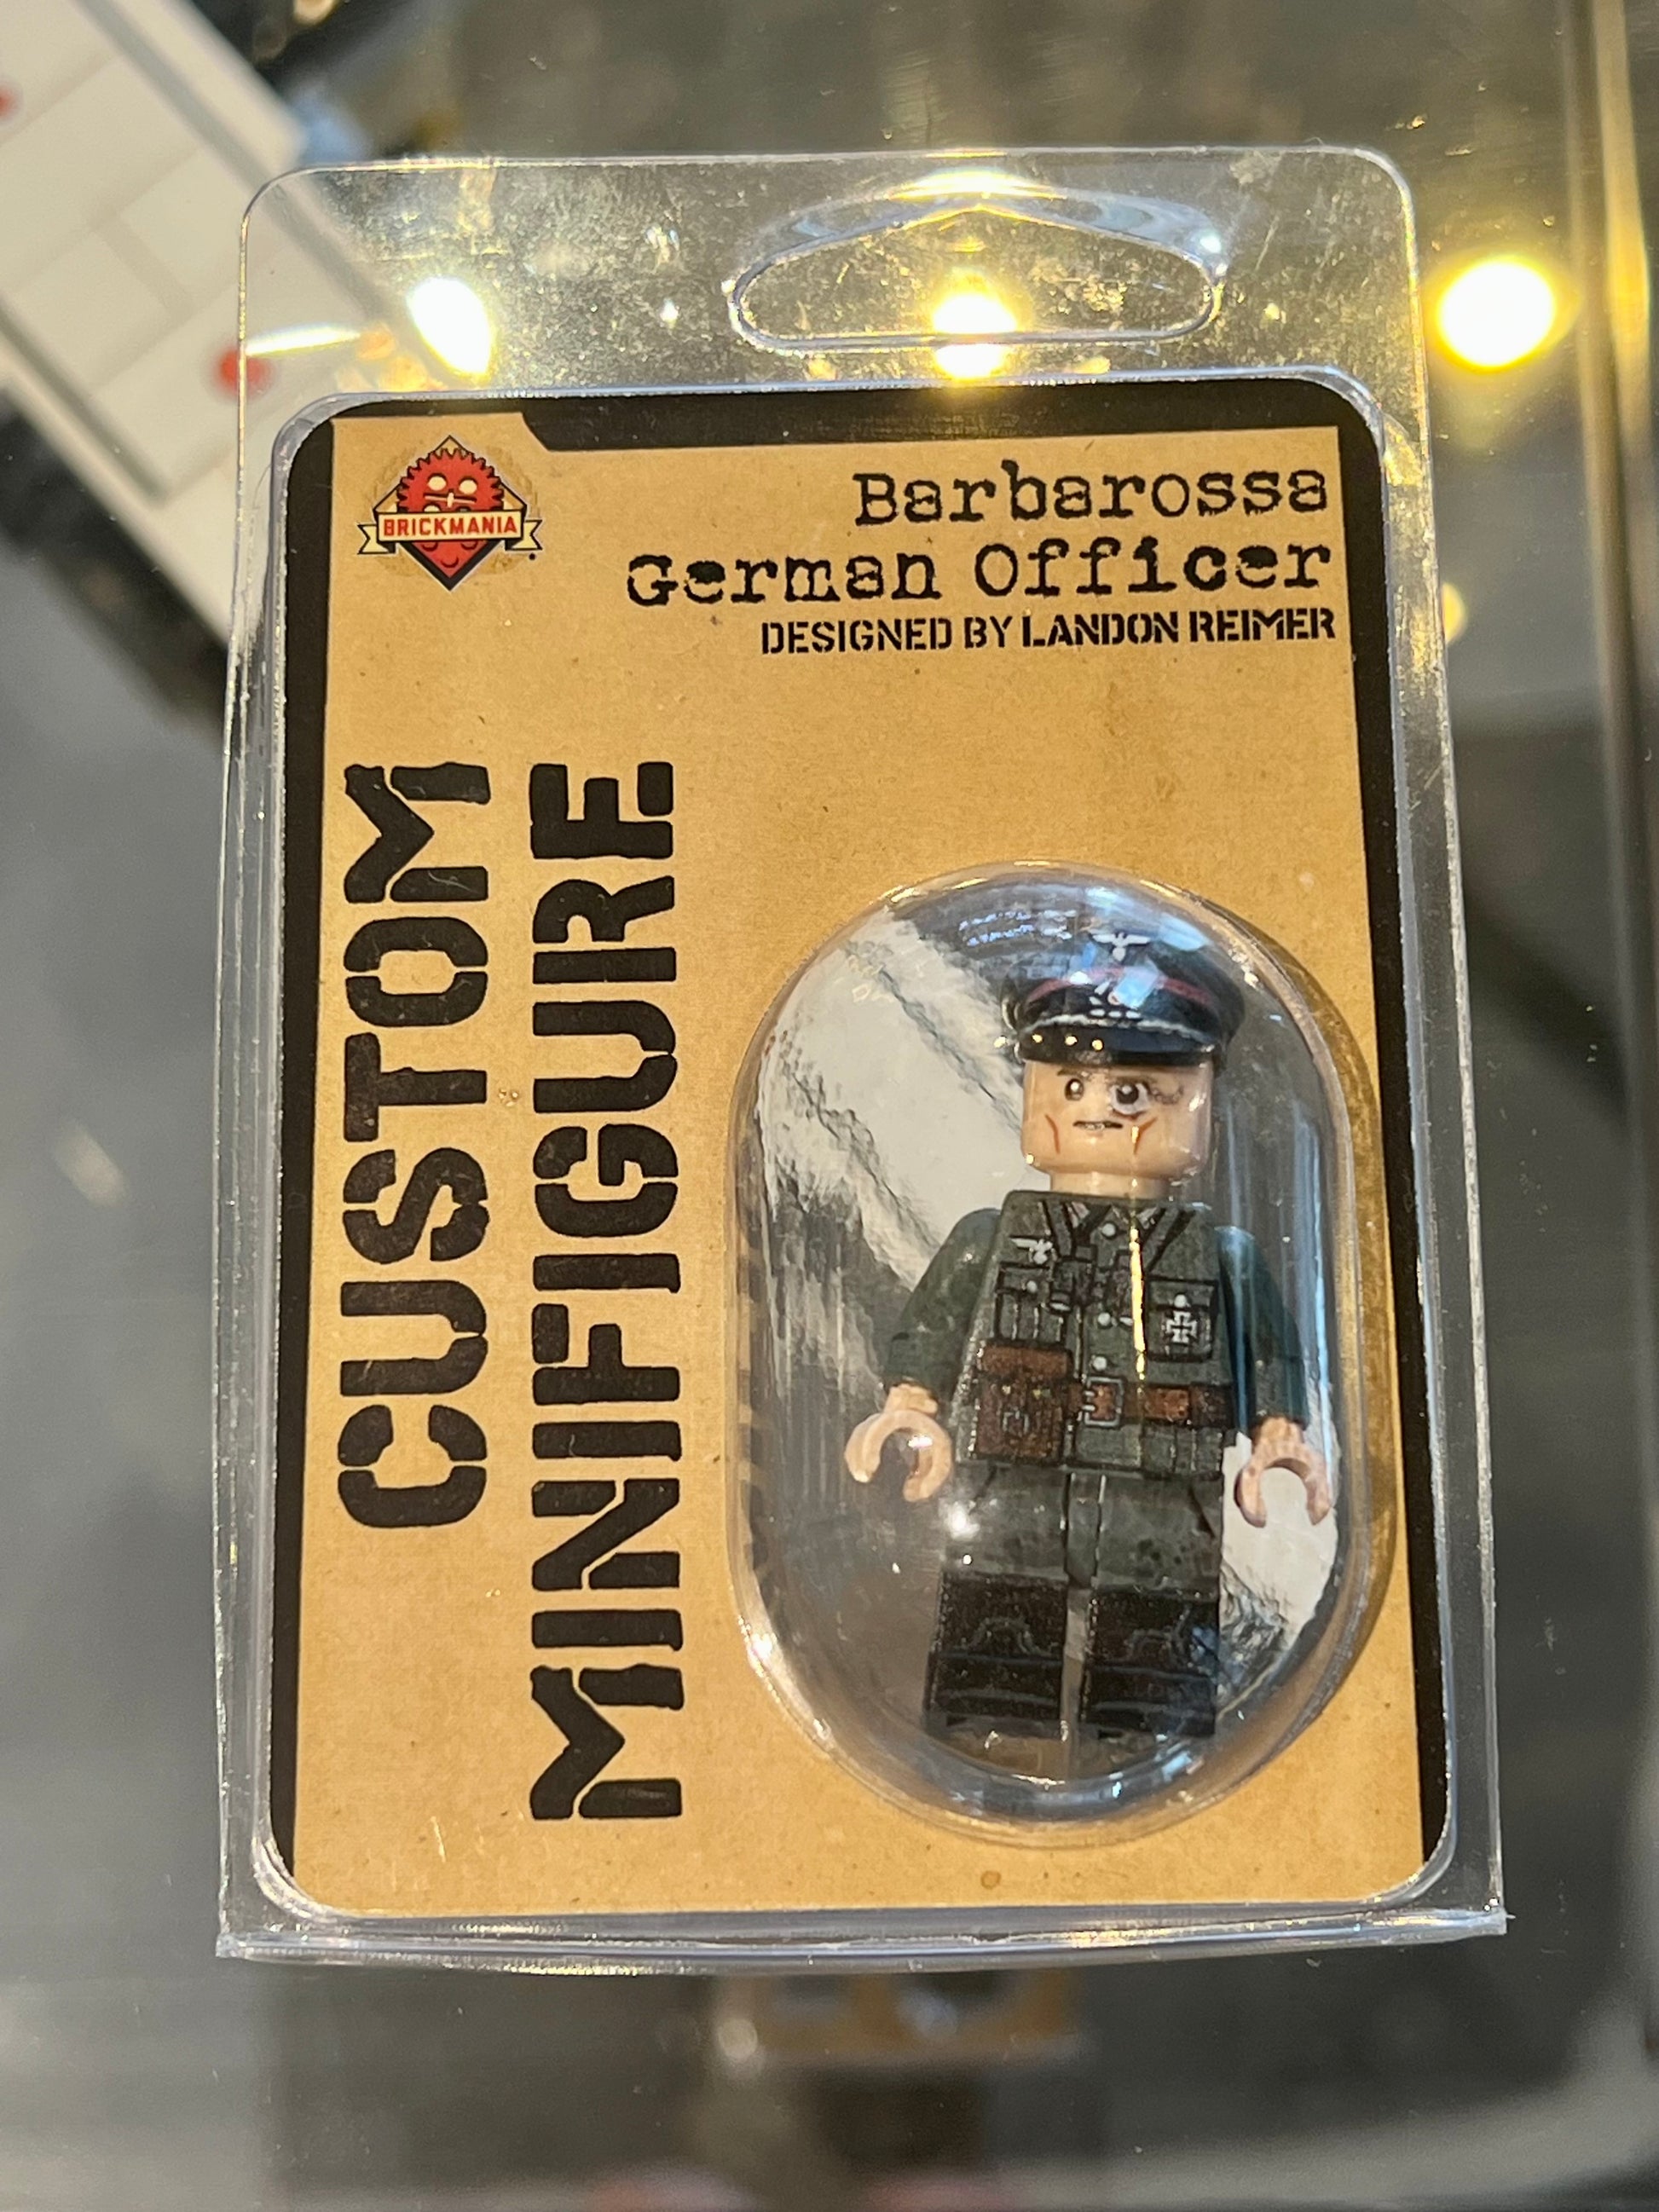 BRICKMANIA
Barbarossa
German Officer
DESIGNED BY LANDON REIMER
CUSTOM
MINIFIGURE